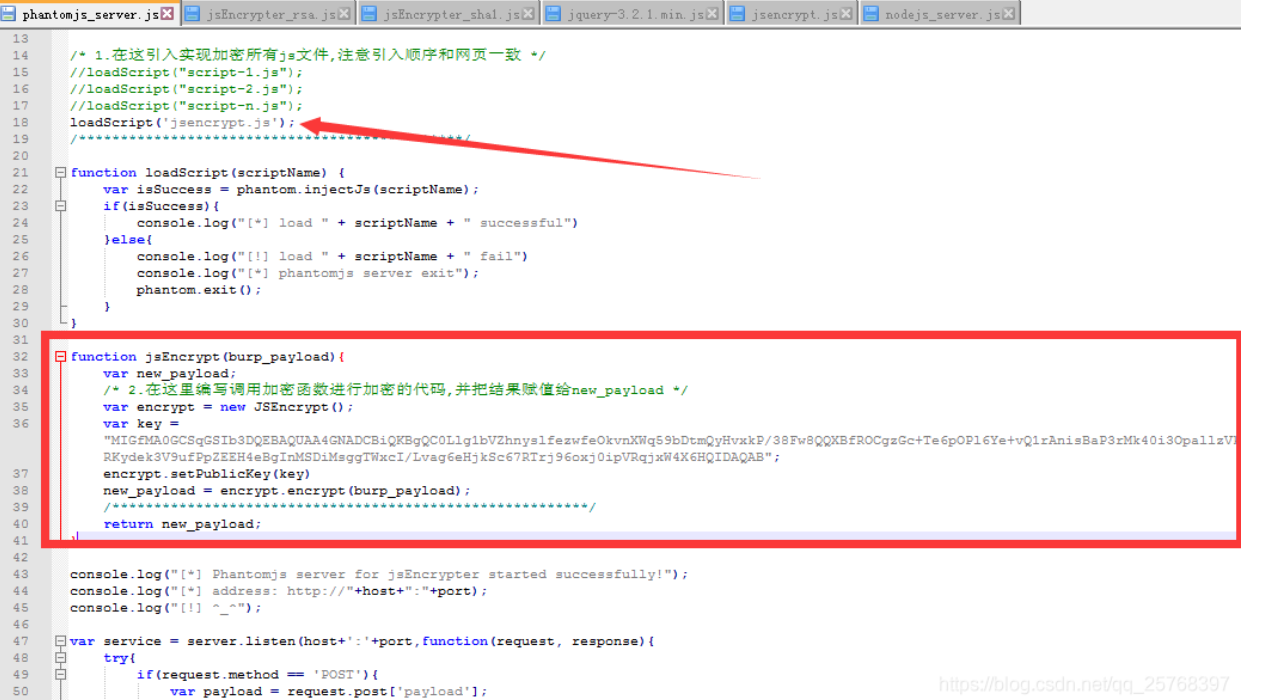 phantomjs_server.js jsEncrypter_rsa.js jsEncrypter_sha1.js jquery-3.2.1.min.js jsencrypt.js nodejs_server.js
13
14 /* 1.在这引入实现加密所有js文件,注意引入顺序和网页一致 */
15 //loadScript("script-1.js");
16 //loadScript("script-2.js");
17 //loadScript("script-n.js");
18 loadScript('jsencrypt.js');
19 /*********************************************/
20
21 function loadScript(scriptName) {
22 var isSuccess = phantom.injectJs(scriptName);
23 if(isSuccess){
24 console.log("[*] load " + scriptName + " successful")
25 }else{
26 console.log("[!] load " + scriptName + " fail")
27 console.log("[*] phantomjs server exit");
28 phantom.exit();
29 }
30 }
31
32 function jsEncrypt(burp_payload){
33 var new_payload;
34 /* 2.在这里编写调用加密函数进行加密的代码,并把结果赋值给new_payload */
35 var encrypt = new JSEncrypt();
36 var key =
37 encrypt.setPublicKey(key)
38 new_payload = encrypt.encrypt(burp_payload);
39 /*********************************************************/
40 return new_payload;
41 }
42
43 console.log("[*] Phantomjs server for jsEncrypter started successfully!");
44 console.log("[*] address: http://"+host+":"+port);
45 console.log("[!] ^_^");
46
47 var service = server.listen(host+':'+port,function(request, response){
48 try{
49 if(request.method == 'POST'){
50 var payload = request.post['payload'];
https://blog.csdn.net/qq_25768397